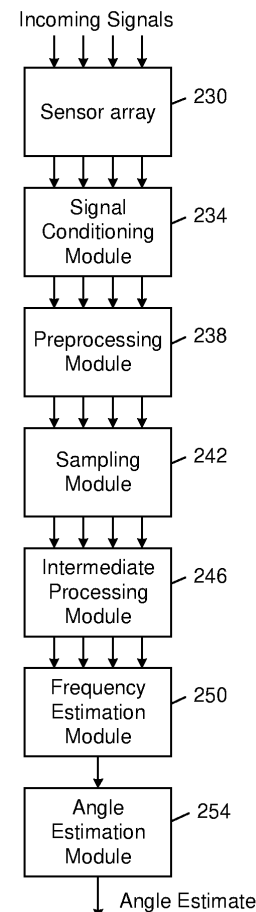 Incoming Signals
Sensor array
230
Signal
Conditioning
Module
234
Preprocessing
Module
238
Sampling
Module
242
Intermediate
Processing
Module
246
Frequency
Estimation
Module
250
Angle
Estimation
Module
254
Angle Estimate